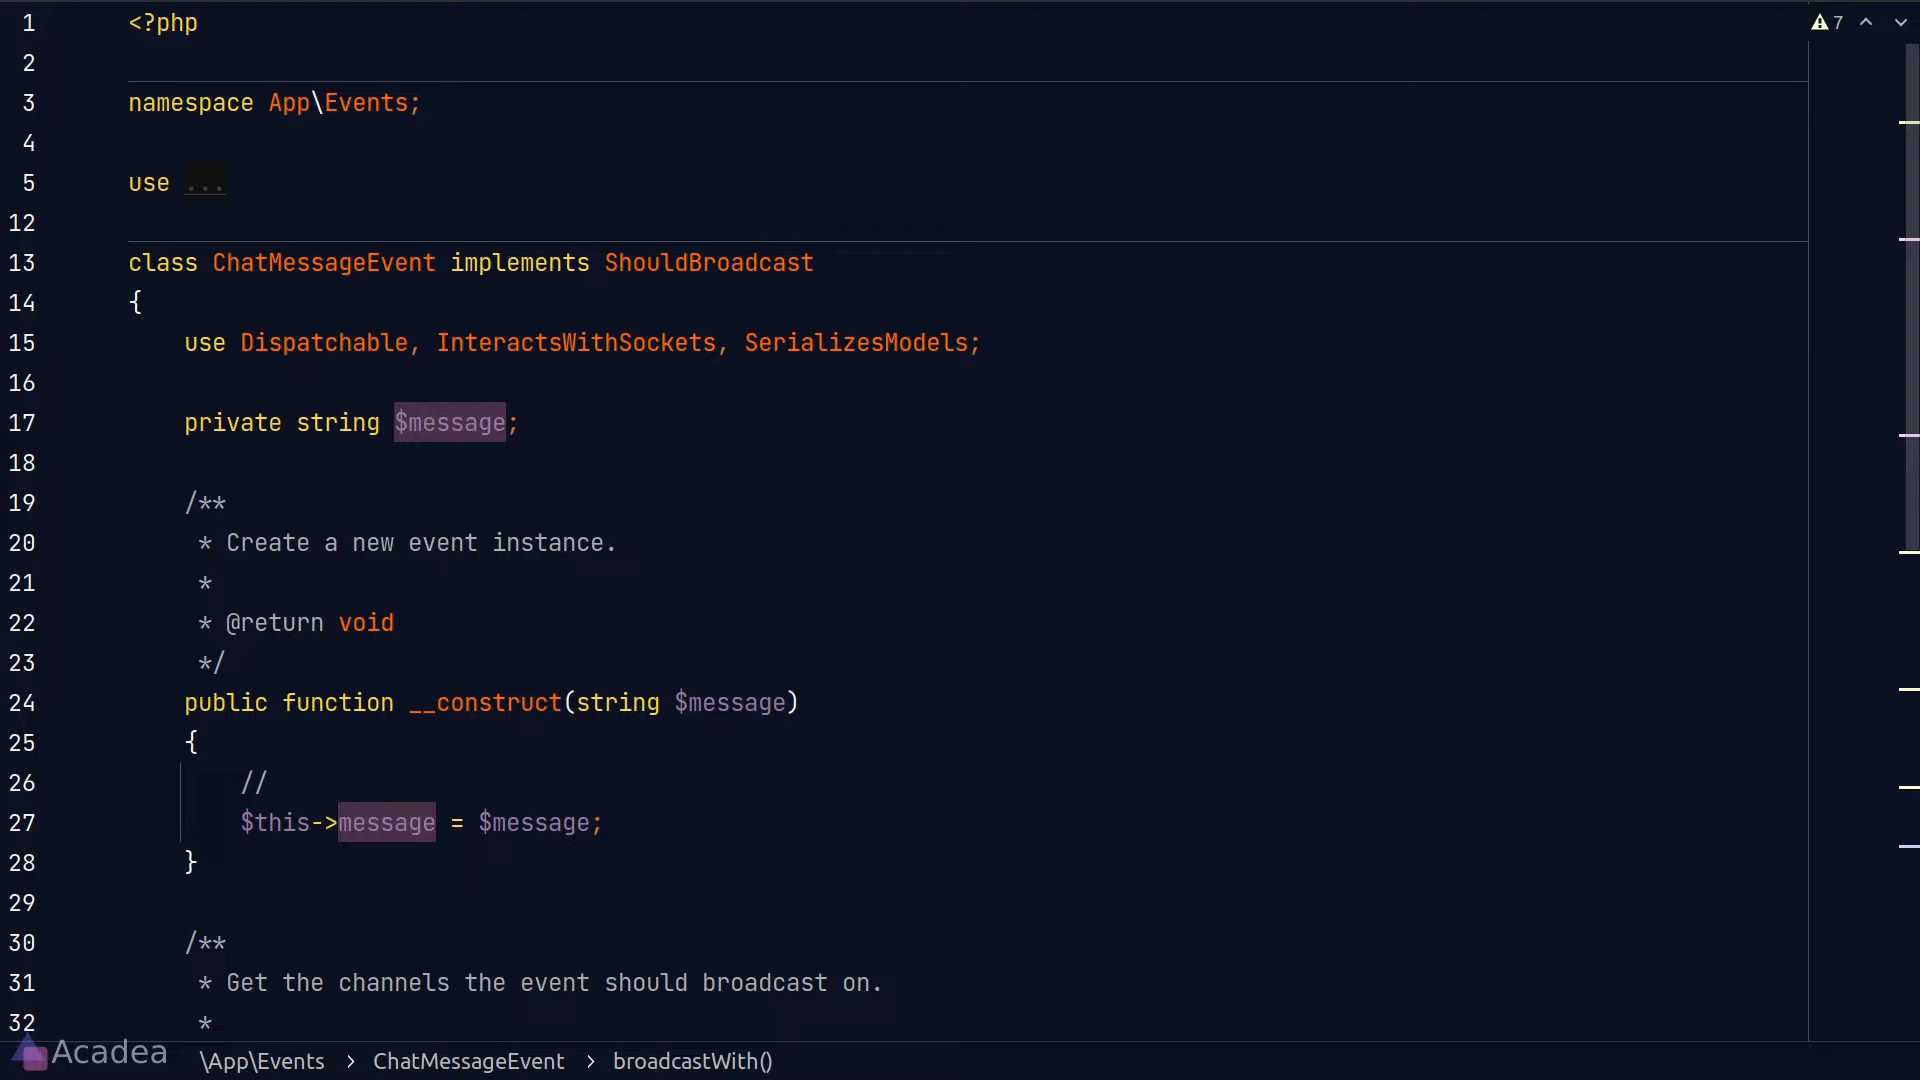 1 <?php
7
2
3 namespace App\Events;
4
5 use ...
12
13 class ChatMessageEvent implements ShouldBroadcast
14 {
15 use Dispatchable, InteractsWithSockets, SerializesModels;
16
17 private string $message;
18
19 /**
20 * Create a new event instance.
21 *
22 * @return void
23 */
24 public function __construct(string $message)
25 {
26 //
27 $this->message = $message;
28 }
29
30 /**
31 * Get the channels the event should broadcast on.
32 *
Acadea
\App\Events > ChatMessageEvent > broadcastWith()